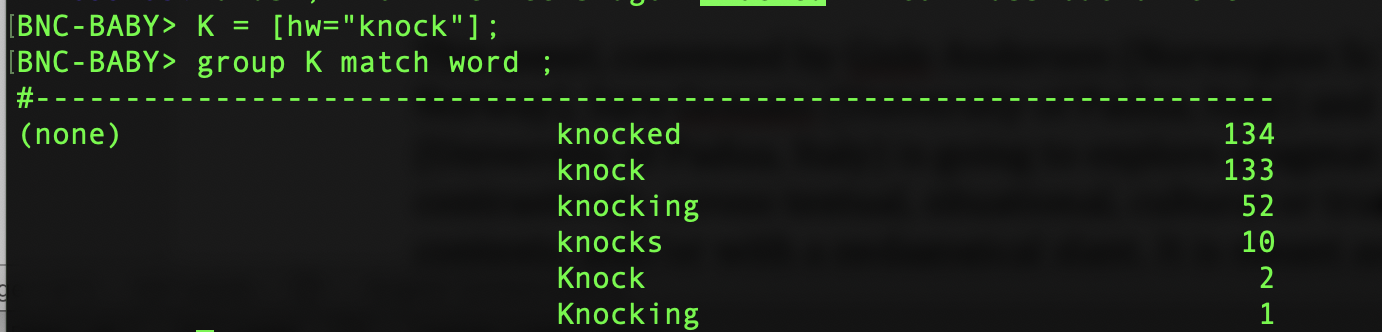 [BNC-BABY> K = [hw="knock"];
[BNC-BABY> group K match word ;
#---------------------------------------------------------------------
(none) knocked 134
knock 133
knocking 52
knocks 10
Knock 2
Knocking 1